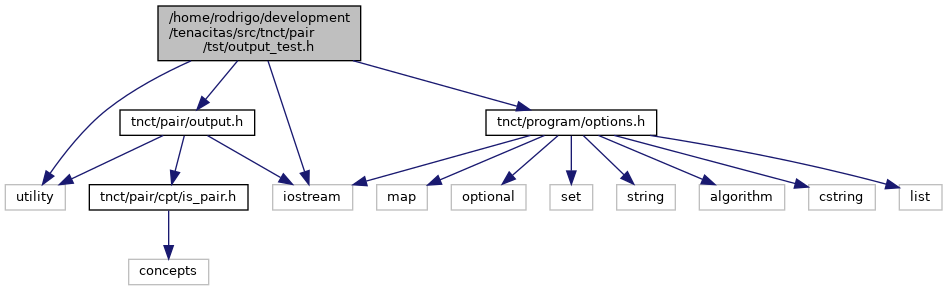 /home/rodrigo/development
/tenacitas/src/tnct/pair
/tst/output_test.h
tnct/pair/output.h
tnct/program/options.h
utility
tnct/pair/cpt/is_pair.h
iostream
map
optional
set
string
algorithm
cstring
list
concepts